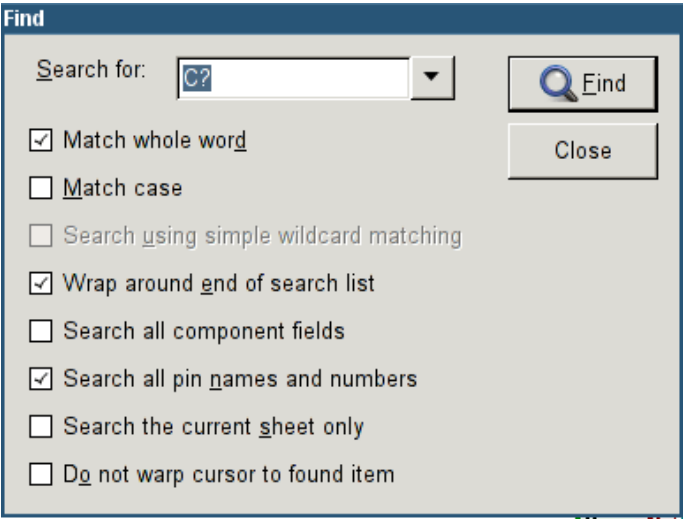 Find
Search for: C? Find
Match whole word Close
Match case
Search using simple wildcard matching
Wrap around end of search list
Search all component fields
Search all pin names and numbers
Search the current sheet only
Do not warp cursor to found item